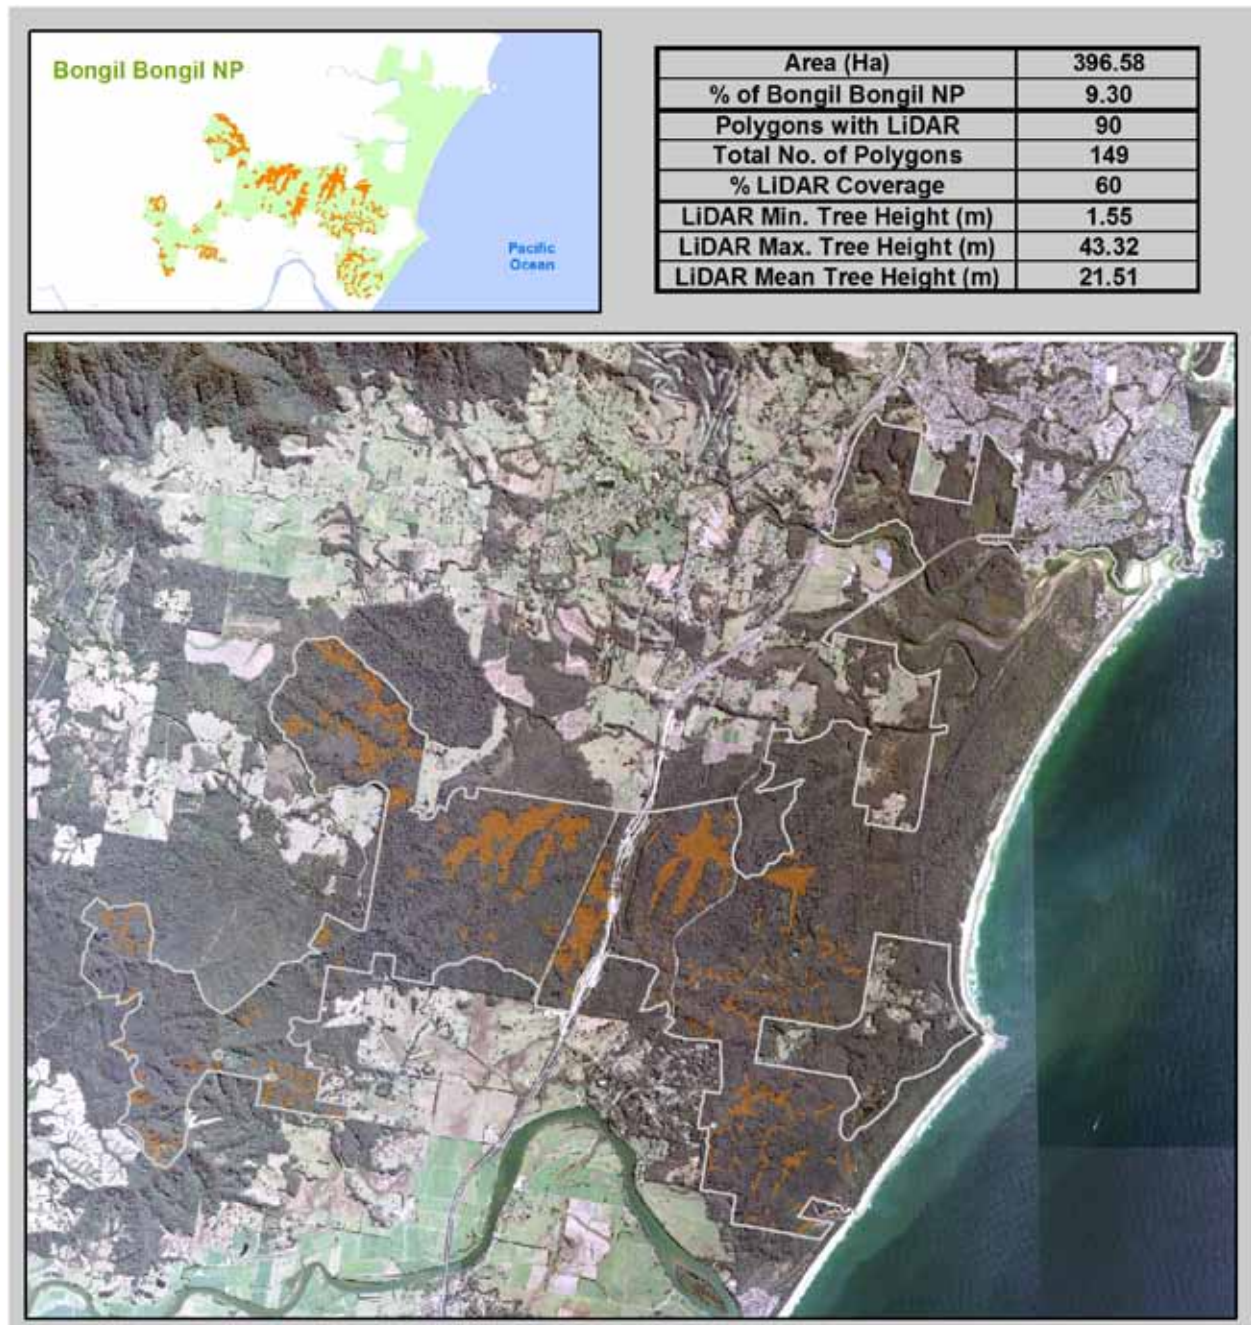 Bongil Bongil NP
Pacific
Ocean
Area (Ha) 396.58
% of Bongil Bongil NP 9.30
Polygons with LiDAR 90
Total No. of Polygons 149
% LiDAR Coverage 60
LiDAR Min. Tree Height (m) 1.55
LiDAR Max. Tree Height (m) 43.32
LiDAR Mean Tree Height (m) 21.51